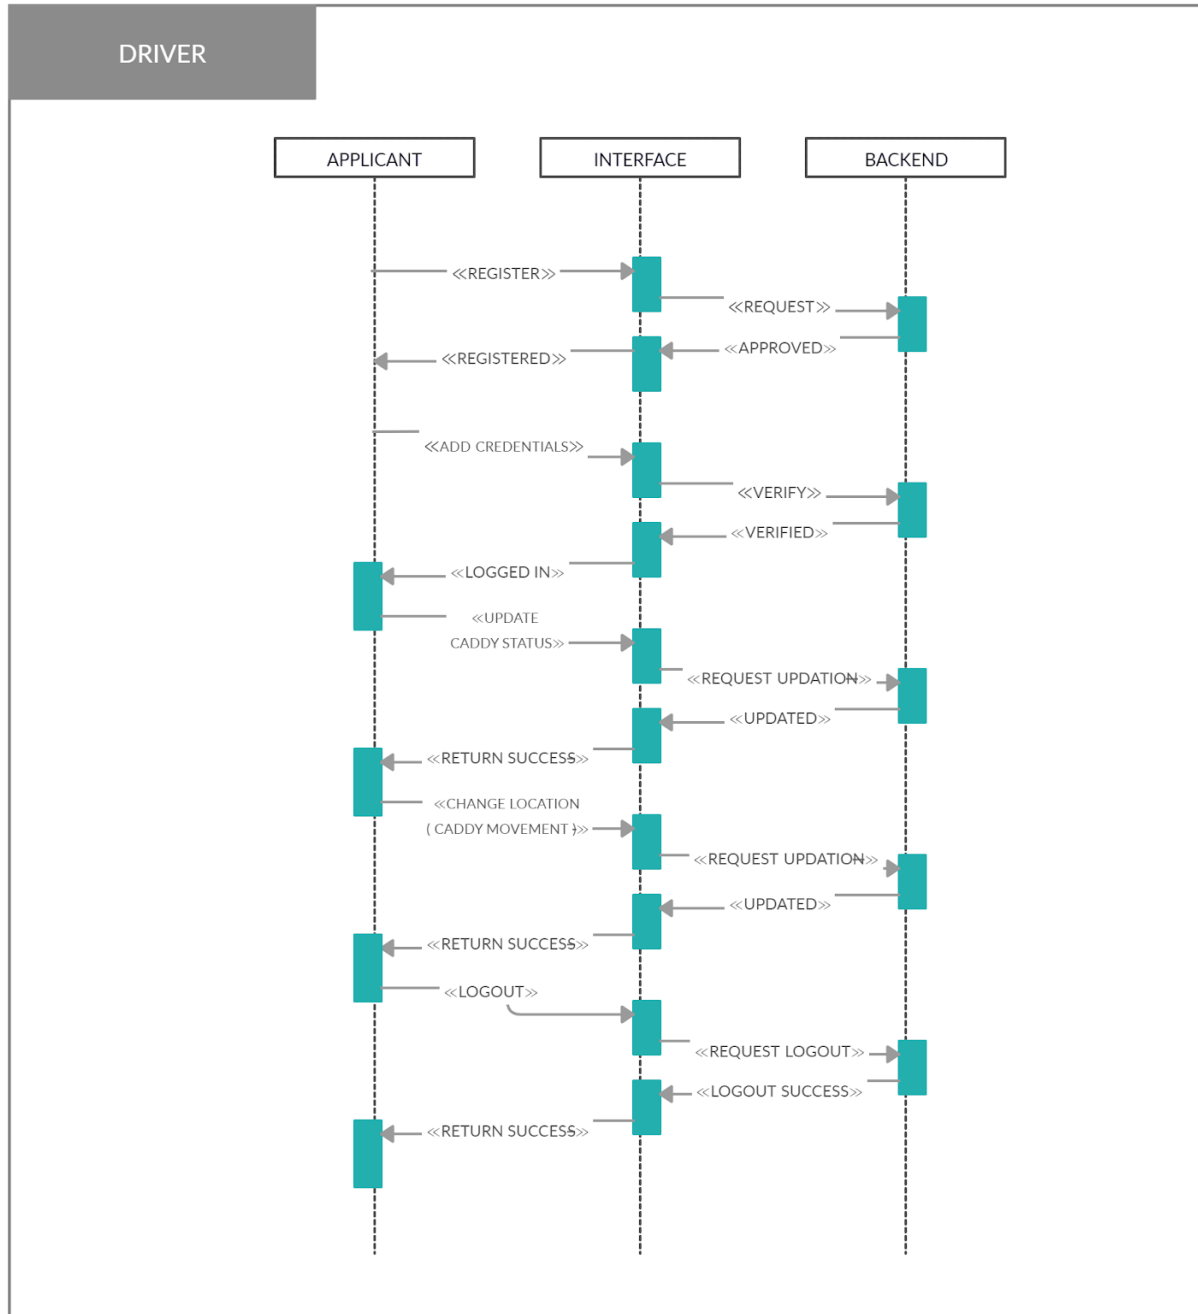 DRIVER
APPLICANT
INTERFACE
BACKEND
<<REGISTER>>
<<REQUEST>>
<<APPROVED>>
<<REGISTERED>>
<<ADD CREDENTIALS>>
<<VERIFY>>
<<VERIFIED>>
<<LOGGED IN>>
<<UPDATE
CADDY STATUS>>
<<REQUEST UPDATION>>
<<UPDATED>>
<<RETURN SUCCESS>>
<<CHANGE LOCATION
( CADDY MOVEMENT )>>
<<REQUEST UPDATION>>
<<UPDATED>>
<<RETURN SUCCESS>>
<<LOGOUT>>
<<REQUEST LOGOUT>>
<<LOGOUT SUCCESS>>
<<RETURN SUCCESS>>